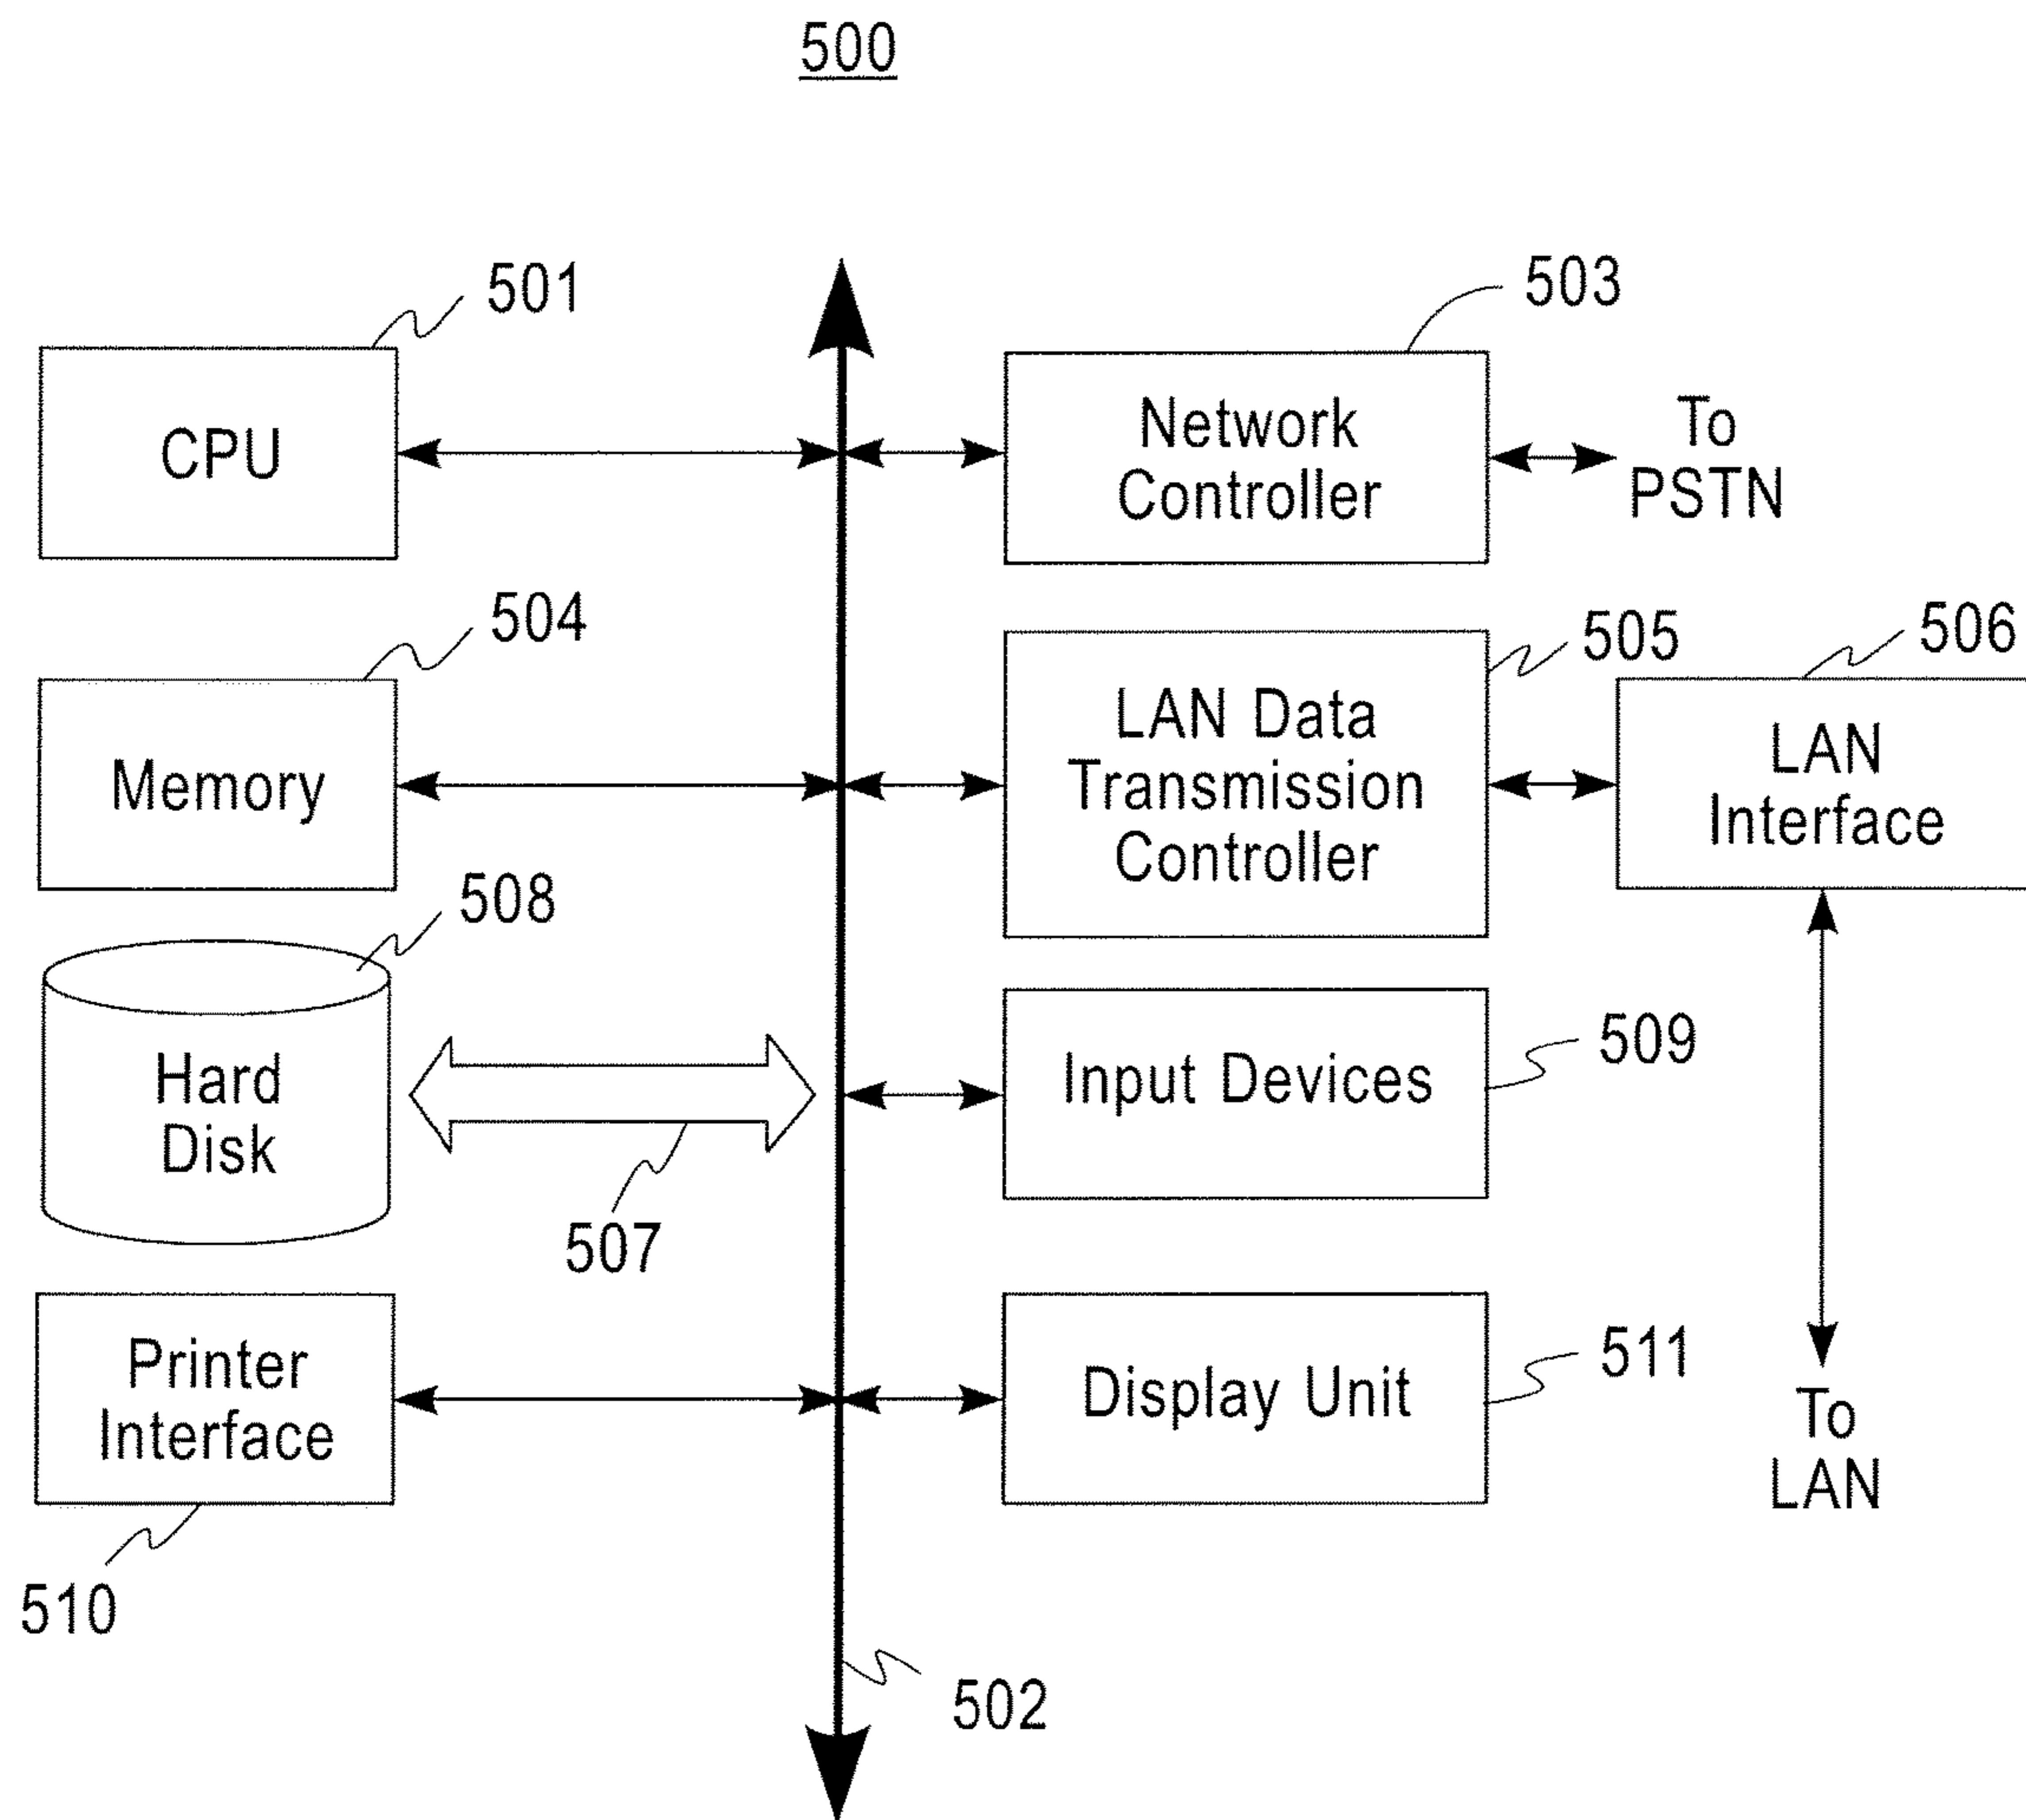 500
501
CPU
503
Network
Controller
To
PSTN
504
Memory
505
LAN Data
Transmission
Controller
506
LAN
Interface
508
Hard
Disk
507
509
Input Devices
Printer
Interface
510
511
Display Unit
To
LAN
502